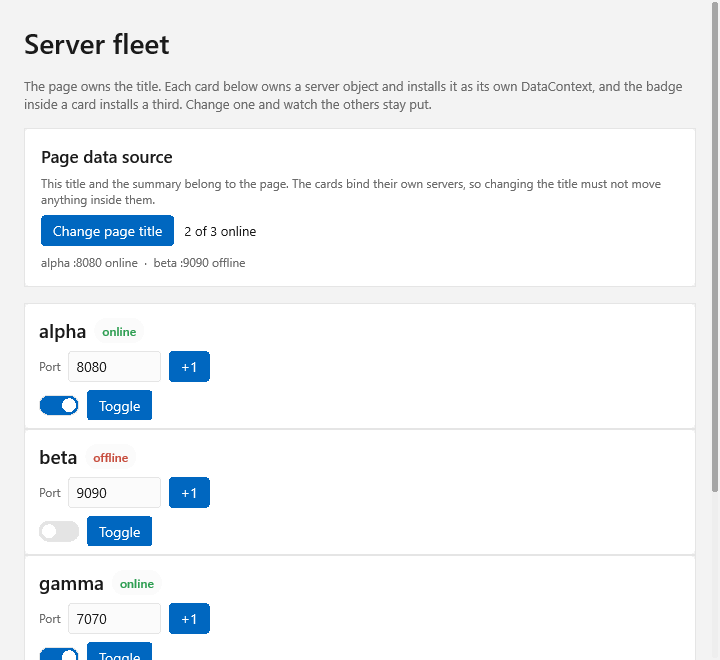 Server fleet
The page owns the title. Each card below owns a server object and installs it as its own DataContext, and the badge
inside a card installs a third. Change one and watch the others stay put.
Page data source
This title and the summary belong to the page. The cards bind their own servers, so changing the title must not move
anything inside them.
Change page title 2 of 3 online
alpha :8080 online · beta :9090 offline
alpha online
Port 8080 +1
Toggle
beta offline
Port 9090 +1
Toggle
gamma online
Port 7070 +1
Toggle